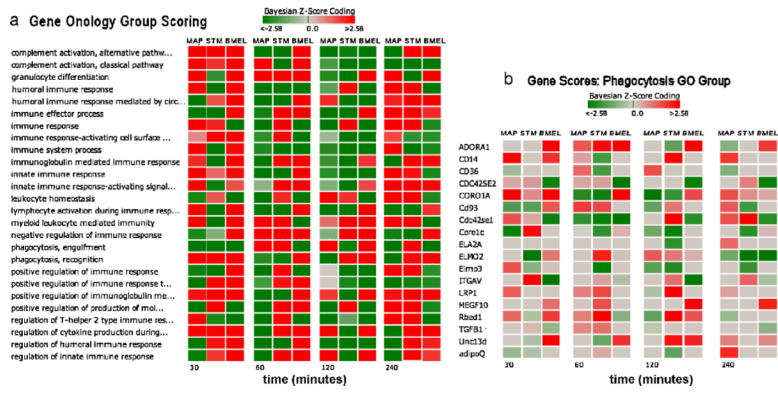 a Gene Onology Group Scoring
Bayesian Z-Score Coding
<-2.58 >2.58
MAP STM BMEL MAP STM BMEL MAP STM BMEL MAP STM BMEL
complement activation, alternative pathw...
complement activation, classical pathway
granulocyte differentiation
humoral immune response
humoral immune response mediated by circ...
immune effector process
immune response
immune response-activating cell surface ...
immune system process
immunoglobulin mediated immune response
innate immune response
innate immune response-activating signal...
leukocyte homeostasis
lymphocyte activation during immune resp...
myeloid leukocyte mediated immunity
negative regulation of immune response
phagocytosis, engulfment
phagocytosis, recognition
positive regulation of immune response
positive regulation of immune response t...
positive regulation of immunoglobulin me...
positive regulation of production of mol...
regulation of T-helper 2 type immune res...
regulation of cytokine production during...
regulation of humoral immune response
regulation of innate immune response
30 60 120 240
time (minutes)
b Gene Scores: Phagocytosis GO Group
Bayesian Z-Score Coding
<-2.58 >2.58
MAP STM BMEL MAP STM BMEL MAP STM BMEL MAP STM BMEL
ADORA1
CD14
CD36
CDC42SE2
CORO1A
Cd93
Cdc42se1
Coro1c
ELA2A
ELMO2
Elmo3
ITGAV
LRP1
MEGF10
Rbed1
TGFB1
Unc13d
adipoQ
30 60 120 240
time (minutes)